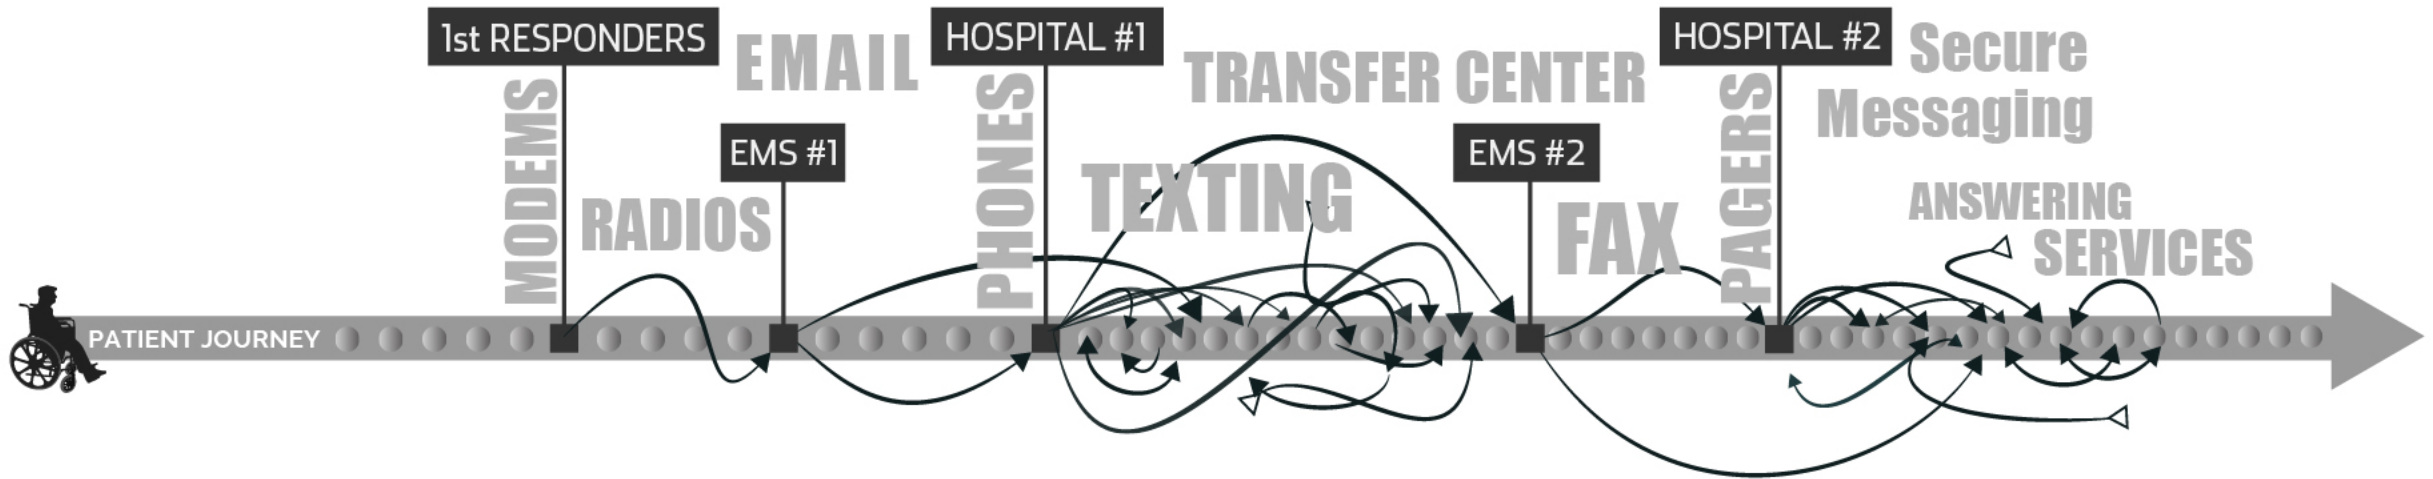 1st RESPONDERS
MODEMS
RADIOS
EMAIL
EMS #1
HOSPITAL #1
PHONES
TRANSFER CENTER
TEXTING
EMS #2
FAX
HOSPITAL #2
PAGERS
Secure
Messaging
ANSWERING
SERVICES
PATIENT JOURNEY